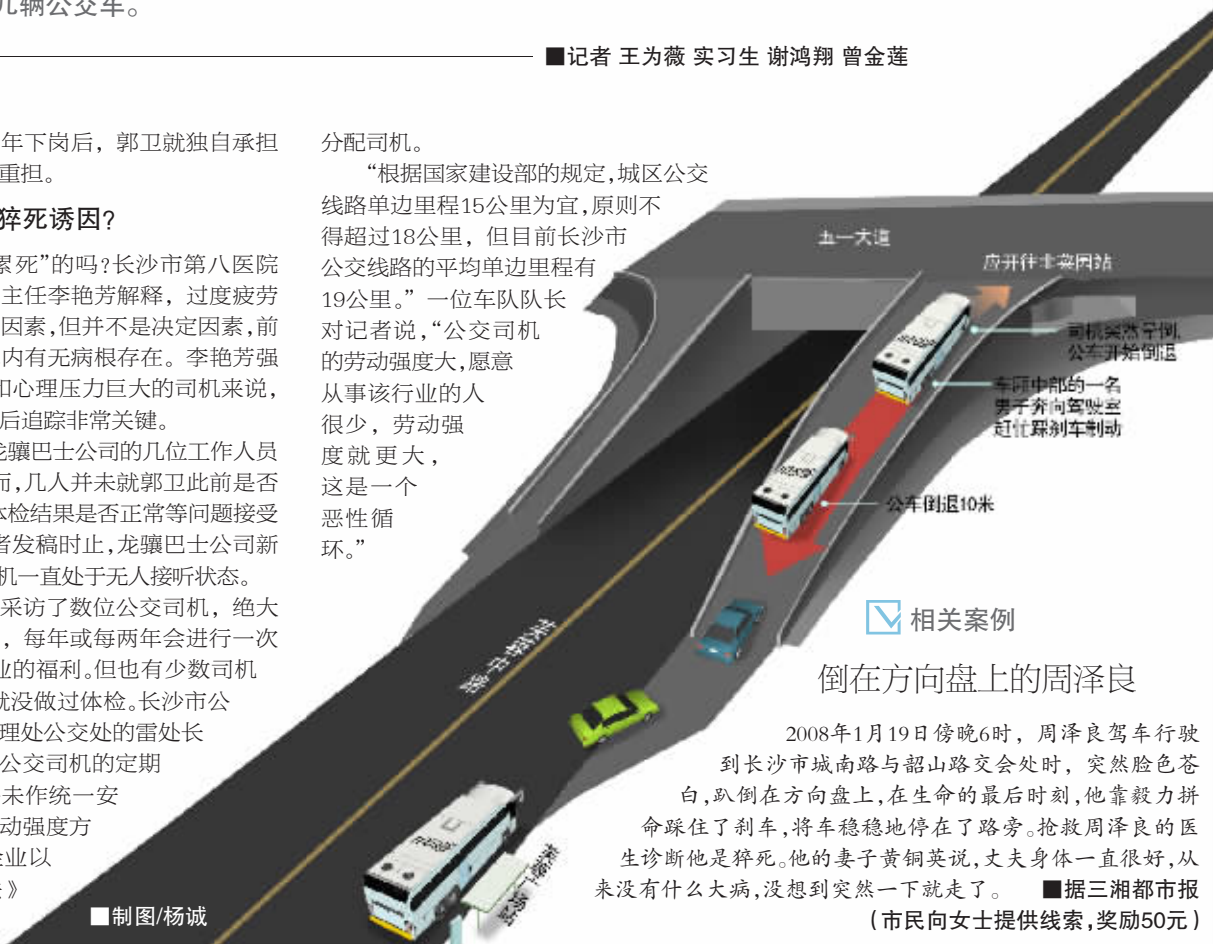 几辆公交车。
■记者 王为薇 实习生 谢鸿翔 曾金莲
年下岗后，郭卫就独自承担
重担。
猝死诱因?
累死”的吗?长沙市第八医院
主任李艳芳解释，过度疲劳
因素,但并不是决定因素,前
内有无病根存在。李艳芳强
和心理压力巨大的司机来说，
后追踪非常关键。
龙骧巴士公司的几位工作人员
而,几人并未就郭卫此前是否
体检结果是否正常等问题接受
者发稿时止,龙骧巴士公司新
机一直处于无人接听状态。
采访了数位公交司机，绝大
，每年或每两年会进行一次
业的福利。但也有少数司机
就没做过体检。长沙市公
理处公交处的雷处长
公交司机的定期
未作统一安
动强度方
企业以
》
■制图/杨诚
分配司机。
“根据国家建设部的规定,城区公交
线路单边里程15公里为宜,原则不
得超过18公里，但目前长沙市
公交线路的平均单边里程有
19公里。”一位车队队长
对记者说,“公交司机
的劳动强度大,愿意
从事该行业的人
很少，劳动强
度就更大，
这是一个
恶性循
环。”
五一大道
应开往韭菜园站
司机突然晕倒,
公车开始倒退
车厢中部的一名
男子奔向驾驶室
赶忙踩刹车制动
公车倒退10米
相关案例
倒在方向盘上的周泽良
2008年1月19日傍晚6时，周泽良驾车行驶
到长沙市城南路与韶山路交会处时，突然脸色苍
白,趴倒在方向盘上,在生命的最后时刻,他靠毅力拼
命踩住了刹车,将车稳稳地停在了路旁。抢救周泽良的医
生诊断他是猝死。他的妻子黄铜英说,丈夫身体一直很好,从
来没有什么大病,没想到突然一下就走了。 ■据三湘都市报
（市民向女士提供线索,奖励50元）